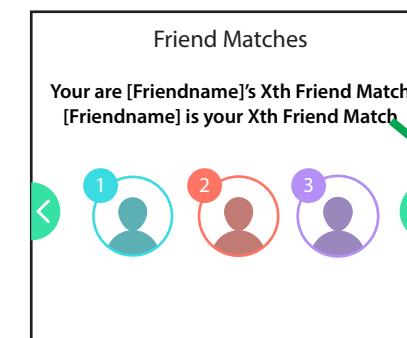 Friend Matches
Your are [Friendname]'s Xth Friend Match
[Friendname] is your Xth Friend Match
1
2
3